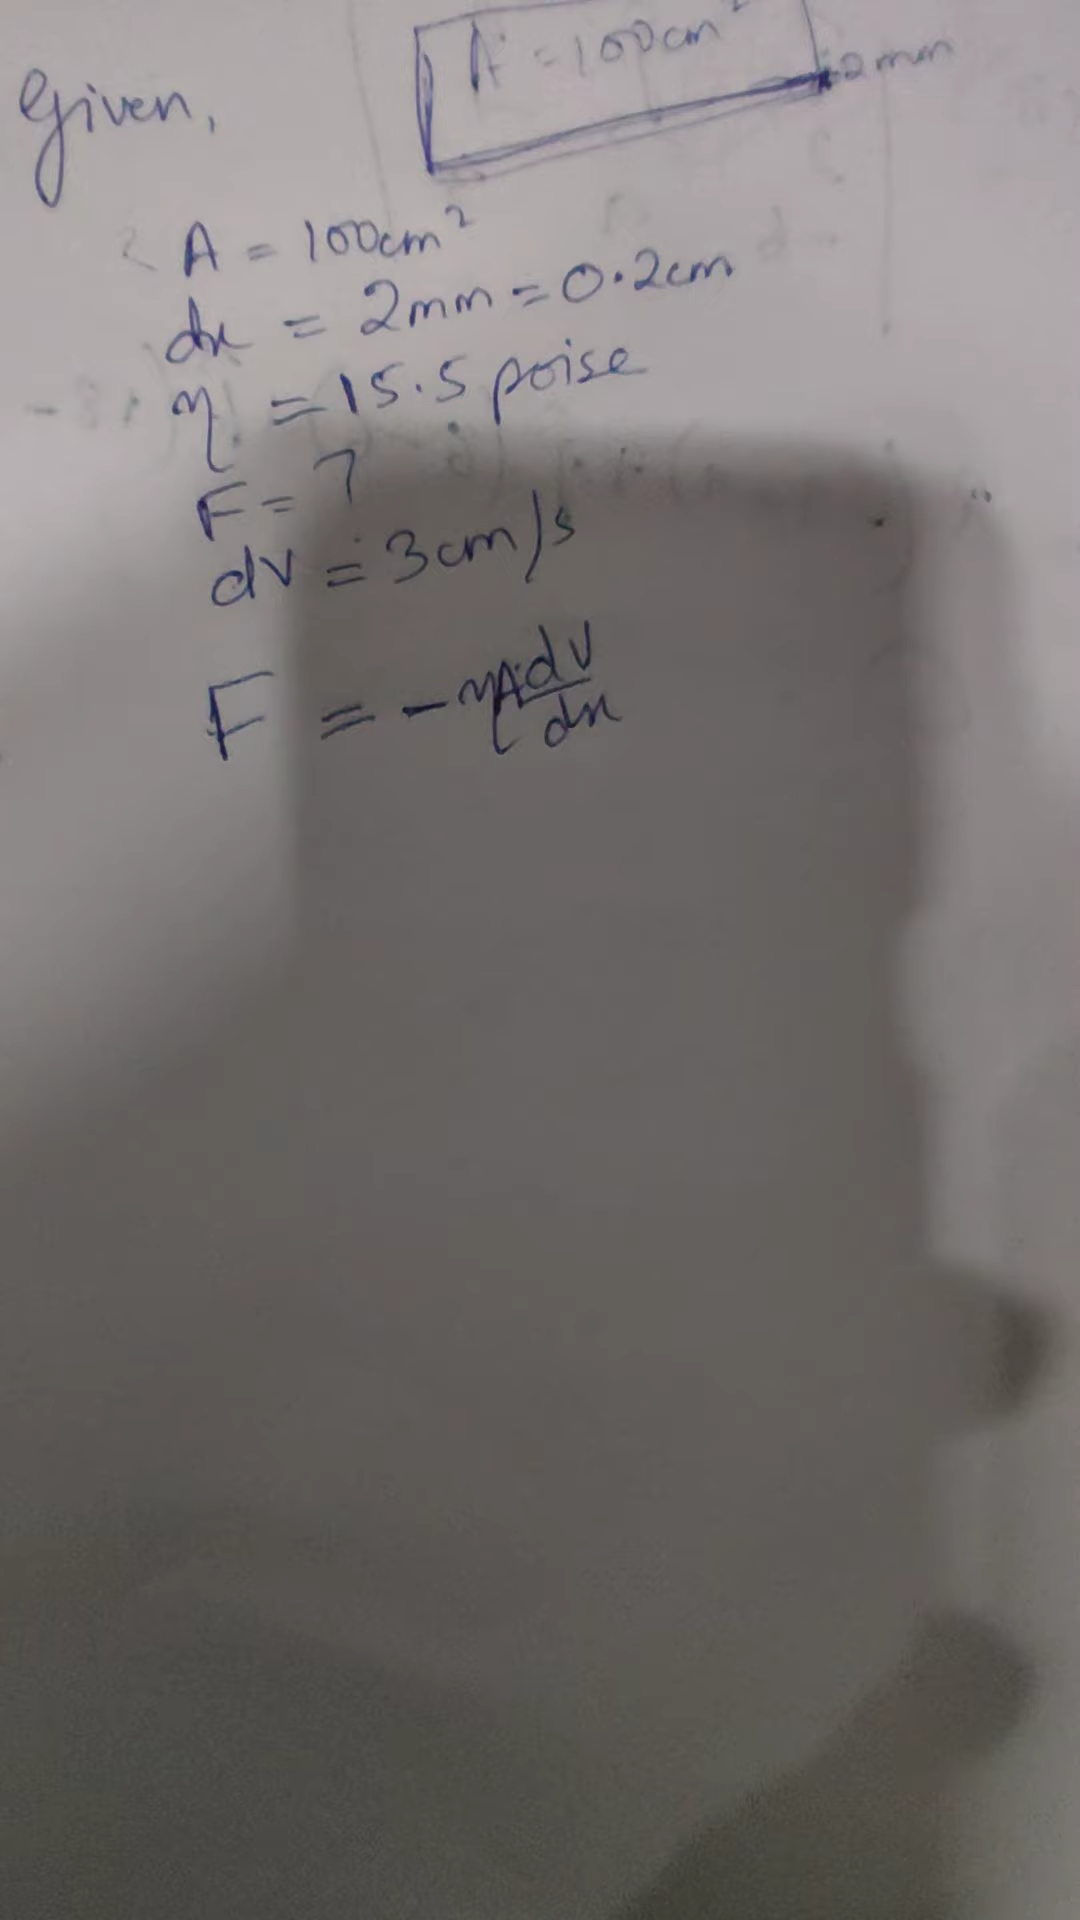 A = 100cm²
2mm
Given,
A = 100cm²
dx = 2mm = 0.2cm
η = 15.5 poise
F = ?
dv = 3cm/s
F = -ηA dv/dx